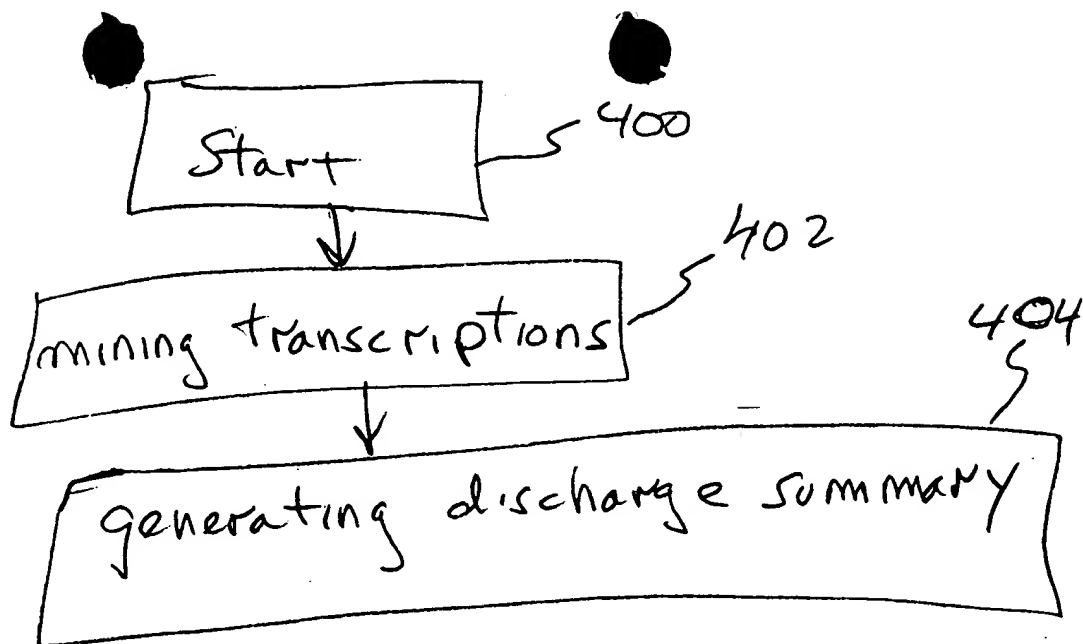 Start
400
mining transcriptions
402
generating discharge summary
404